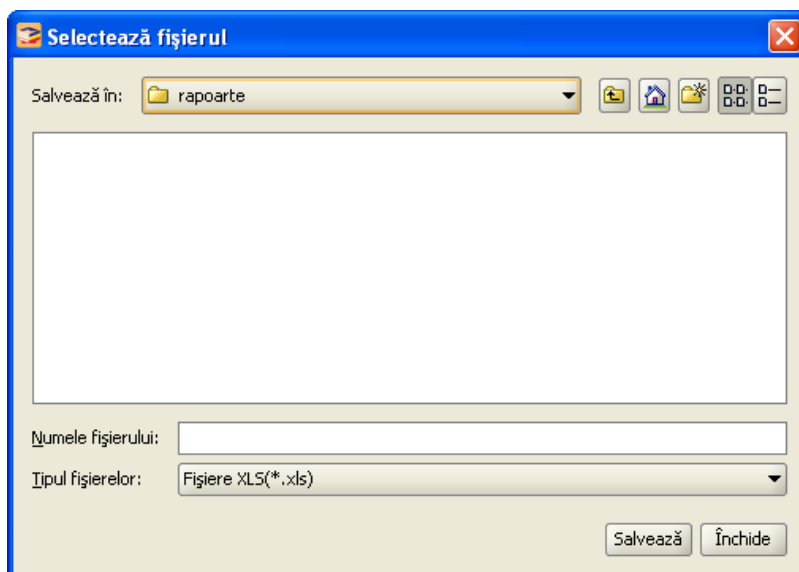 Selectează fişierul
Salvează în: rapoarte
Numele fişierului:
Tipul fişierelor: Fişiere XLS(*.xls)
Salvează Închide